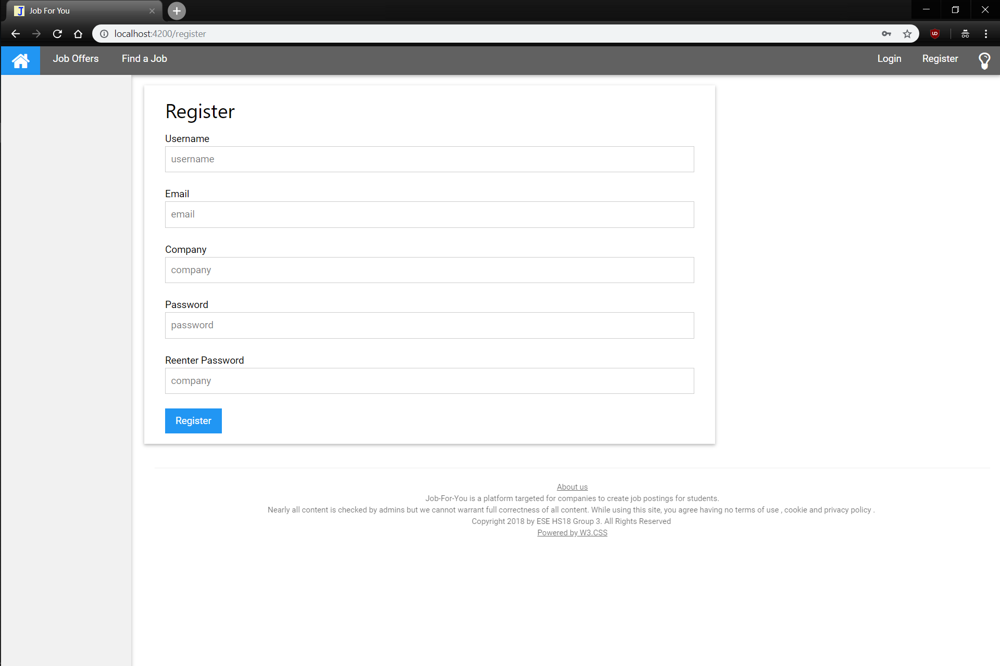 Job For You
localhost:4200/register
Job Offers Find a Job Login Register
Register
Username
username
Email
email
Company
company
Password
password
Reenter Password
company
Register
About us
Job-For-You is a platform targeted for companies to create job postings for students.
Nearly all content is checked by admins but we cannot warrant full correctness of all content. While using this site, you agree having no terms of use , cookie and privacy policy .
Copyright 2018 by ESE HS18 Group 3. All Rights Reserved
Powered by W3.CSS